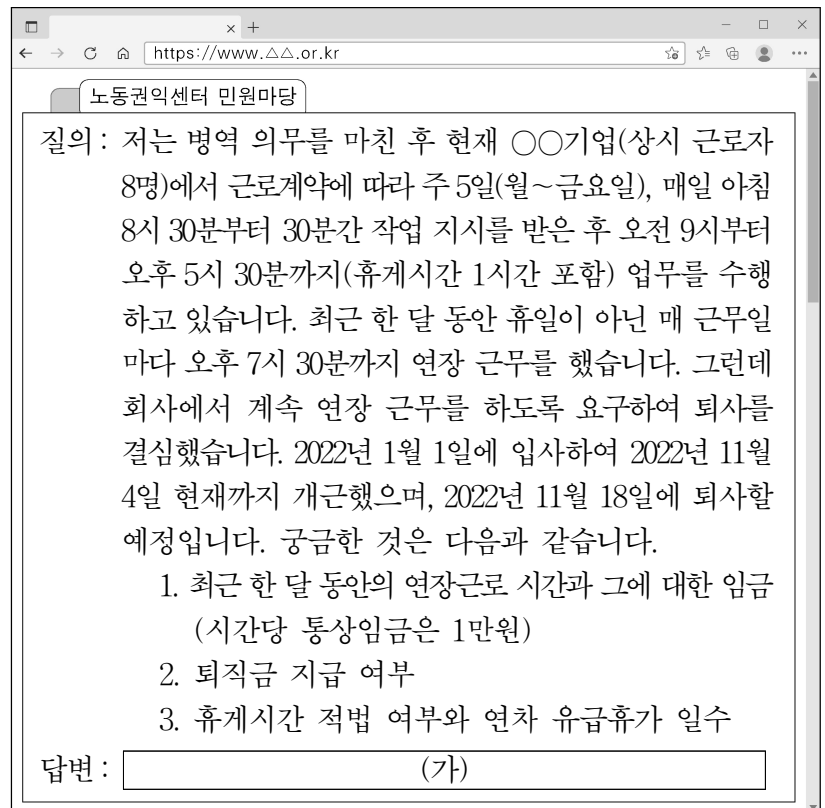 https://www.△△.or.kr
노동권익센터 민원마당
질의 : 저는 병역 의무를 마친 후 현재 ○○기업(상시 근로자
8명)에서 근로계약에 따라 주 5일(월~금요일), 매일 아침
8시 30분부터 30분간 작업 지시를 받은 후 오전 9시부터
오후 5시 30분까지(휴게시간 1시간 포함) 업무를 수행
하고 있습니다. 최근 한 달 동안 휴일이 아닌 매 근무일
마다 오후 7시 30분까지 연장 근무를 했습니다. 그런데
회사에서 계속 연장 근무를 하도록 요구하여 퇴사를
결심했습니다. 2022년 1월 1일에 입사하여 2022년 11월
4일 현재까지 개근했으며, 2022년 11월 18일에 퇴사할
예정입니다. 궁금한 것은 다음과 같습니다.
1. 최근 한 달 동안의 연장근로 시간과 그에 대한 임금
(시간당 통상임금은 1만원)
2. 퇴직금 지급 여부
3. 휴게시간 적법 여부와 연차 유급휴가 일수
답변 : (가)